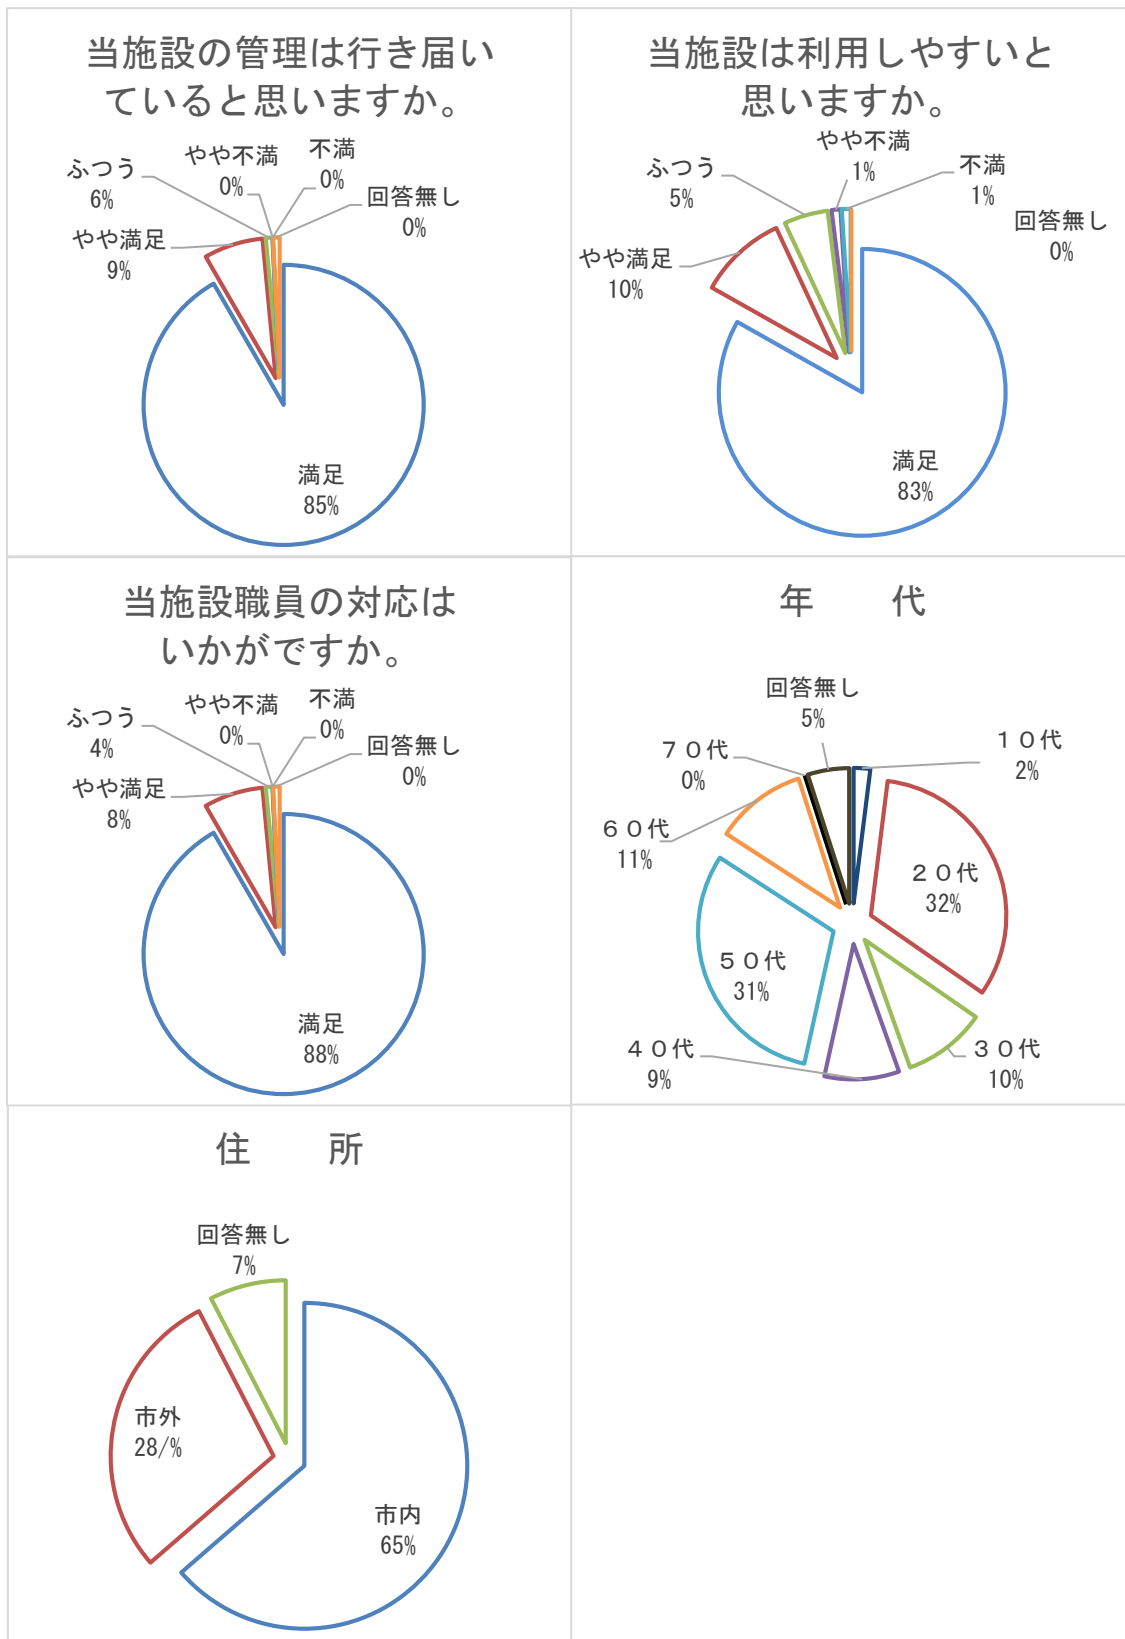 当施設の管理は行き届い
ていると思いますか。
やや不満
0%
不満
0%
ふつう
6%
回答無し
0%
やや満足
9%
満足
85%
当施設は利用しやすいと
思いますか。
やや不満
1%
不満
1%
ふつう
5%
回答無し
0%
やや満足
10%
満足
83%
当施設職員の対応は
いかがですか。
やや不満
0%
不満
0%
ふつう
4%
回答無し
0%
やや満足
8%
満足
88%
年　代
回答無し
5%
１０代
2%
７０代
0%
６０代
11%
２０代
32%
５０代
31%
４０代
9%
３０代
10%
住　所
回答無し
7%
市外
28/%
市内
65%